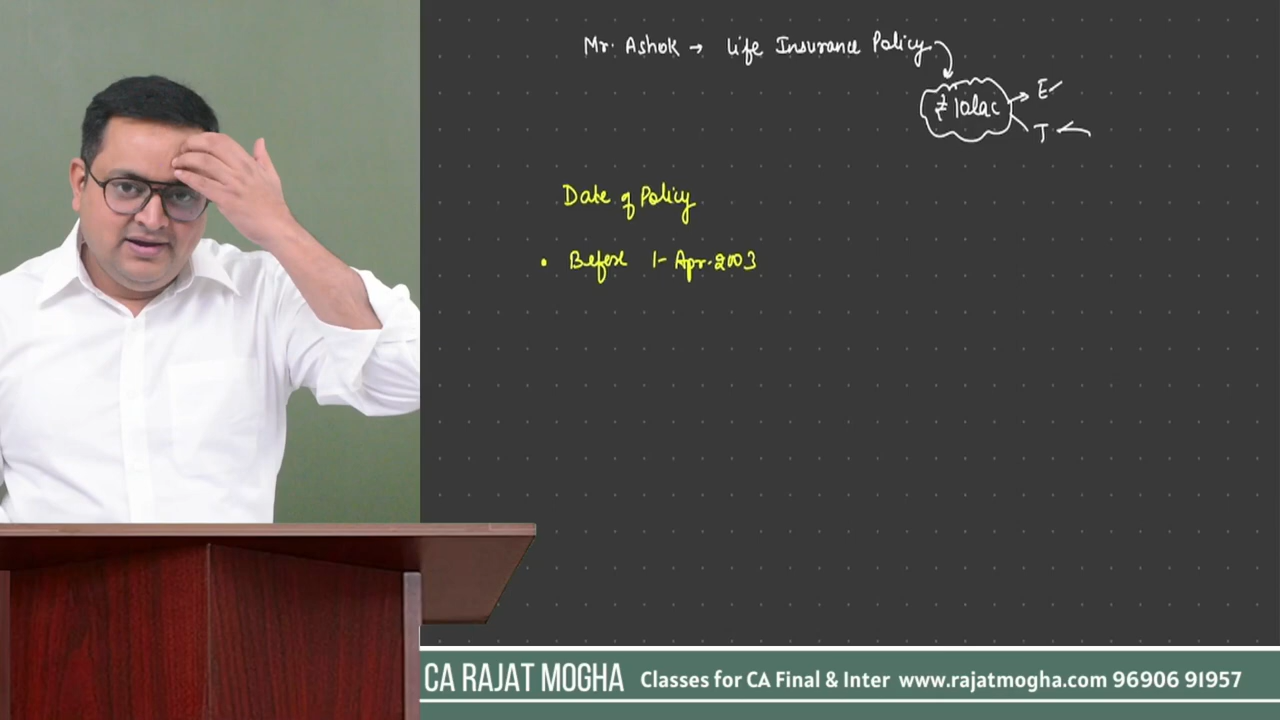 Mr. Ashok → Life Insurance Policy
₹ 10lac → E ✓
T
Date of Policy
• Before 1-Apr-2003
CA RAJAT MOGHA Classes for CA Final & Inter www.rajatmogha.com 96906 91957